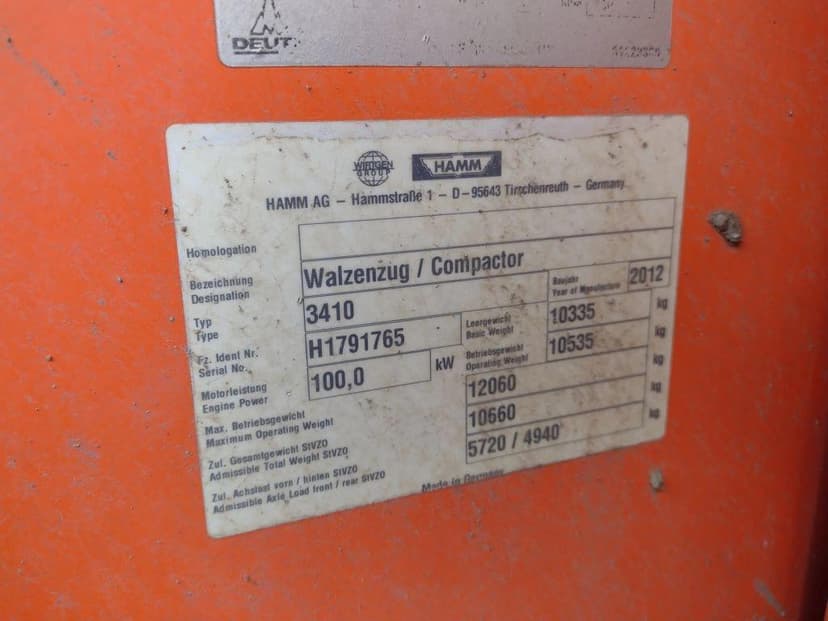 DEUT
WIRTGEN
GROUP
HAMM
HAMM AG – Hammstraße 1 – D–95643 Tirschenreuth – Germany
Homologation
Bezeichnung
Designation
Walzenzug / Compactor
Typ
Type
3410
Baujahr
Year of Manufacture
2012
Fz. Ident Nr.
Serial No.
H1791765
Leergewicht
Basic Weight
10335 kg
Motorleistung
Engine Power
100,0 kW
Betriebsgewicht
Operating Weight
10535 kg
Max. Betriebsgewicht
Maximum Operating Weight
12060 kg
Zul. Gesamtgewicht StVZO
Admissible Total Weight StVZO
10660 kg
Zul. Achslast vorn / hinten StVZO
Admissible Axle Load front / rear StVZO
5720 / 4940 kg
Made in Germany